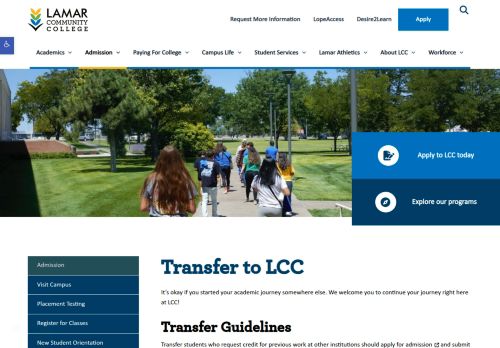 LAMAR
COMMUNITY
COLLEGE
Request More Information LopeAccess Desire2Learn Apply
Academics Admission Paying For College Campus Life Student Services Lamar Athletics About LCC Workforce
Apply to LCC today
Explore our programs
Admission
Visit Campus
Placement Testing
Register for Classes
New Student Orientation
Transfer to LCC
It's okay if you started your academic journey somewhere else. We welcome you to continue your journey right here
at LCC!
Transfer Guidelines
Transfer students who request credit for previous work at other institutions should apply for admission and submit